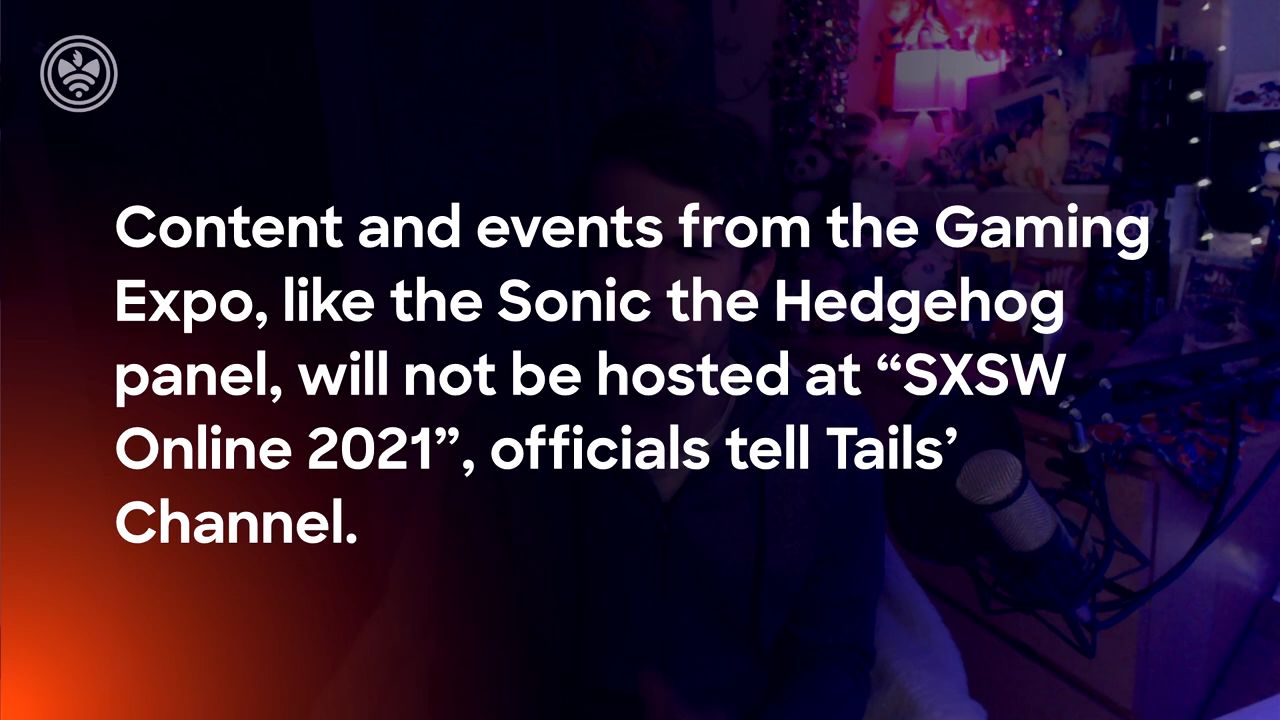 Content and events from the Gaming
Expo, like the Sonic the Hedgehog
panel, will not be hosted at “SXSW
Online 2021”, officials tell Tails’
Channel.